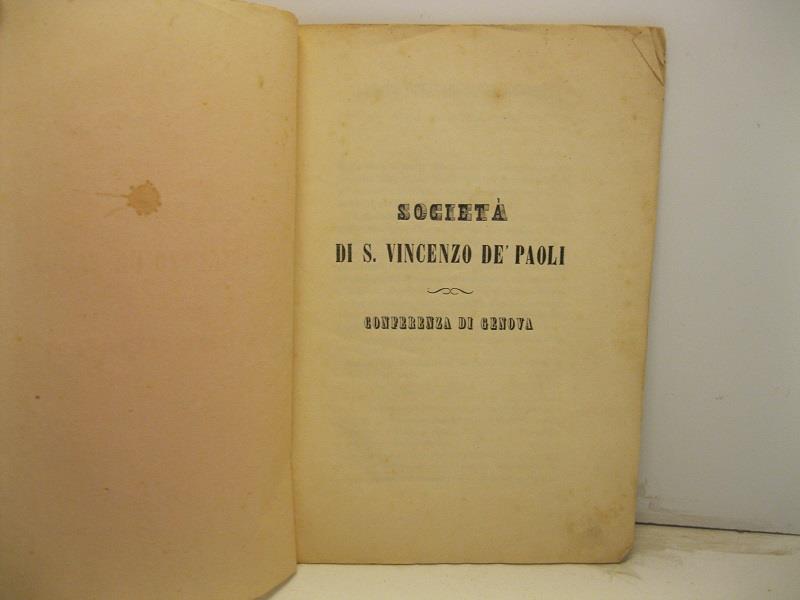 SOCIETÀ
DI S. VINCENZO DE' PAOLI
CONFERENZA DI GENOVA